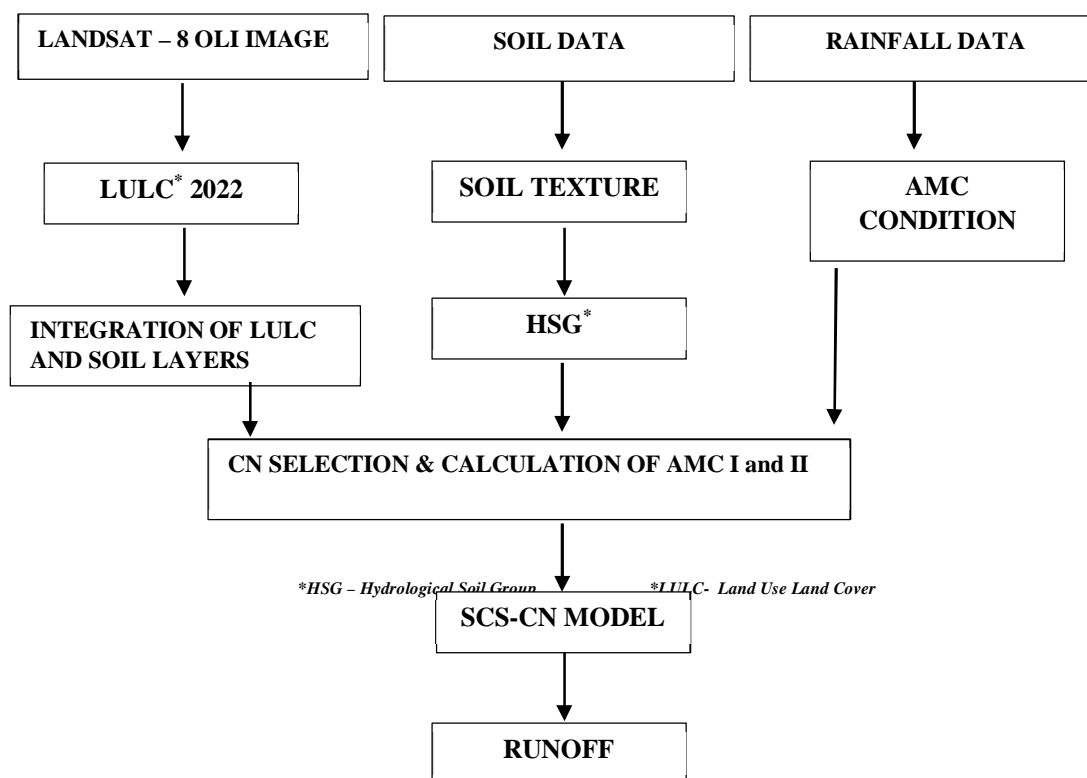 LANDSAT – 8 OLI IMAGE
SOIL DATA
RAINFALL DATA
LULC* 2022
SOIL TEXTURE
AMC
CONDITION
INTEGRATION OF LULC
AND SOIL LAYERS
HSG*
CN SELECTION & CALCULATION OF AMC I and II
*HSG – Hydrological Soil Group
*LULC- Land Use Land Cover
SCS-CN MODEL
RUNOFF